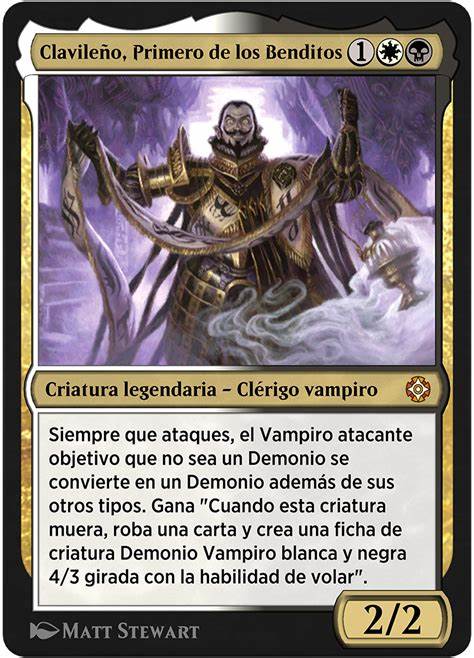 Clavileño, Primero de los Benditos 1
Criatura legendaria – Clérigo vampiro
Siempre que ataques, el Vampiro atacante
objetivo que no sea un Demonio se
convierte en un Demonio además de sus
otros tipos. Gana "Cuando esta criatura
muera, roba una carta y crea una ficha de
criatura Demonio Vampiro blanca y negra
4/3 girada con la habilidad de volar".
2/2
Matt Stewart